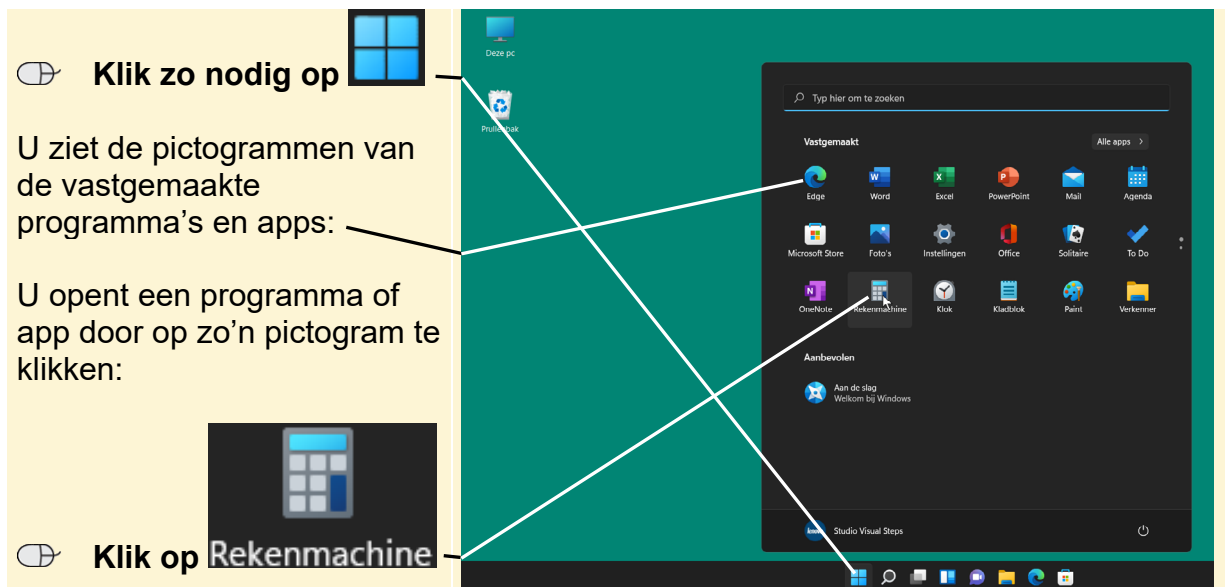 Klik zo nodig op
U ziet de pictogrammen van
de vastgemaakte
programma's en apps:
U opent een programma of
app door op zo'n pictogram te
klikken:
Rekenmachine
Klik op
Deze pc
Prullenbak
Typ hier om te zoeken
Vastgemaakt
Alle apps >
Edge Word Excel PowerPoint Mail Agenda
Microsoft Store Foto's Instellingen Office Solitaire To Do
OneNote Rekenmachine Klok Kladblok Paint Verkenner
Aanbevolen
Aan de slag
Welkom bij Windows
Studio Visual Steps